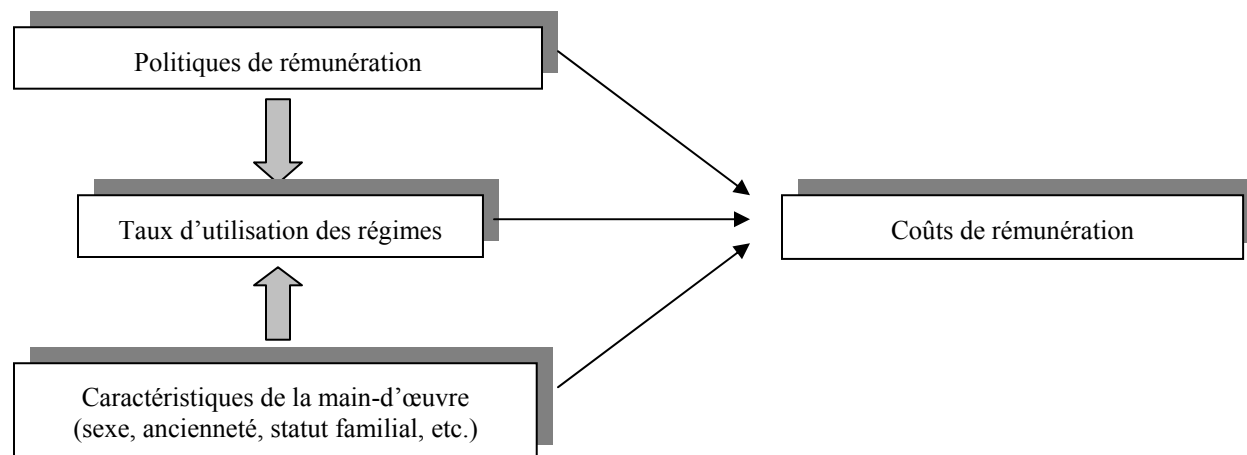 Politiques de rémunération
Taux d’utilisation des régimes
Coûts de rémunération
Caractéristiques de la main-d’œuvre
(sexe, ancienneté, statut familial, etc.)